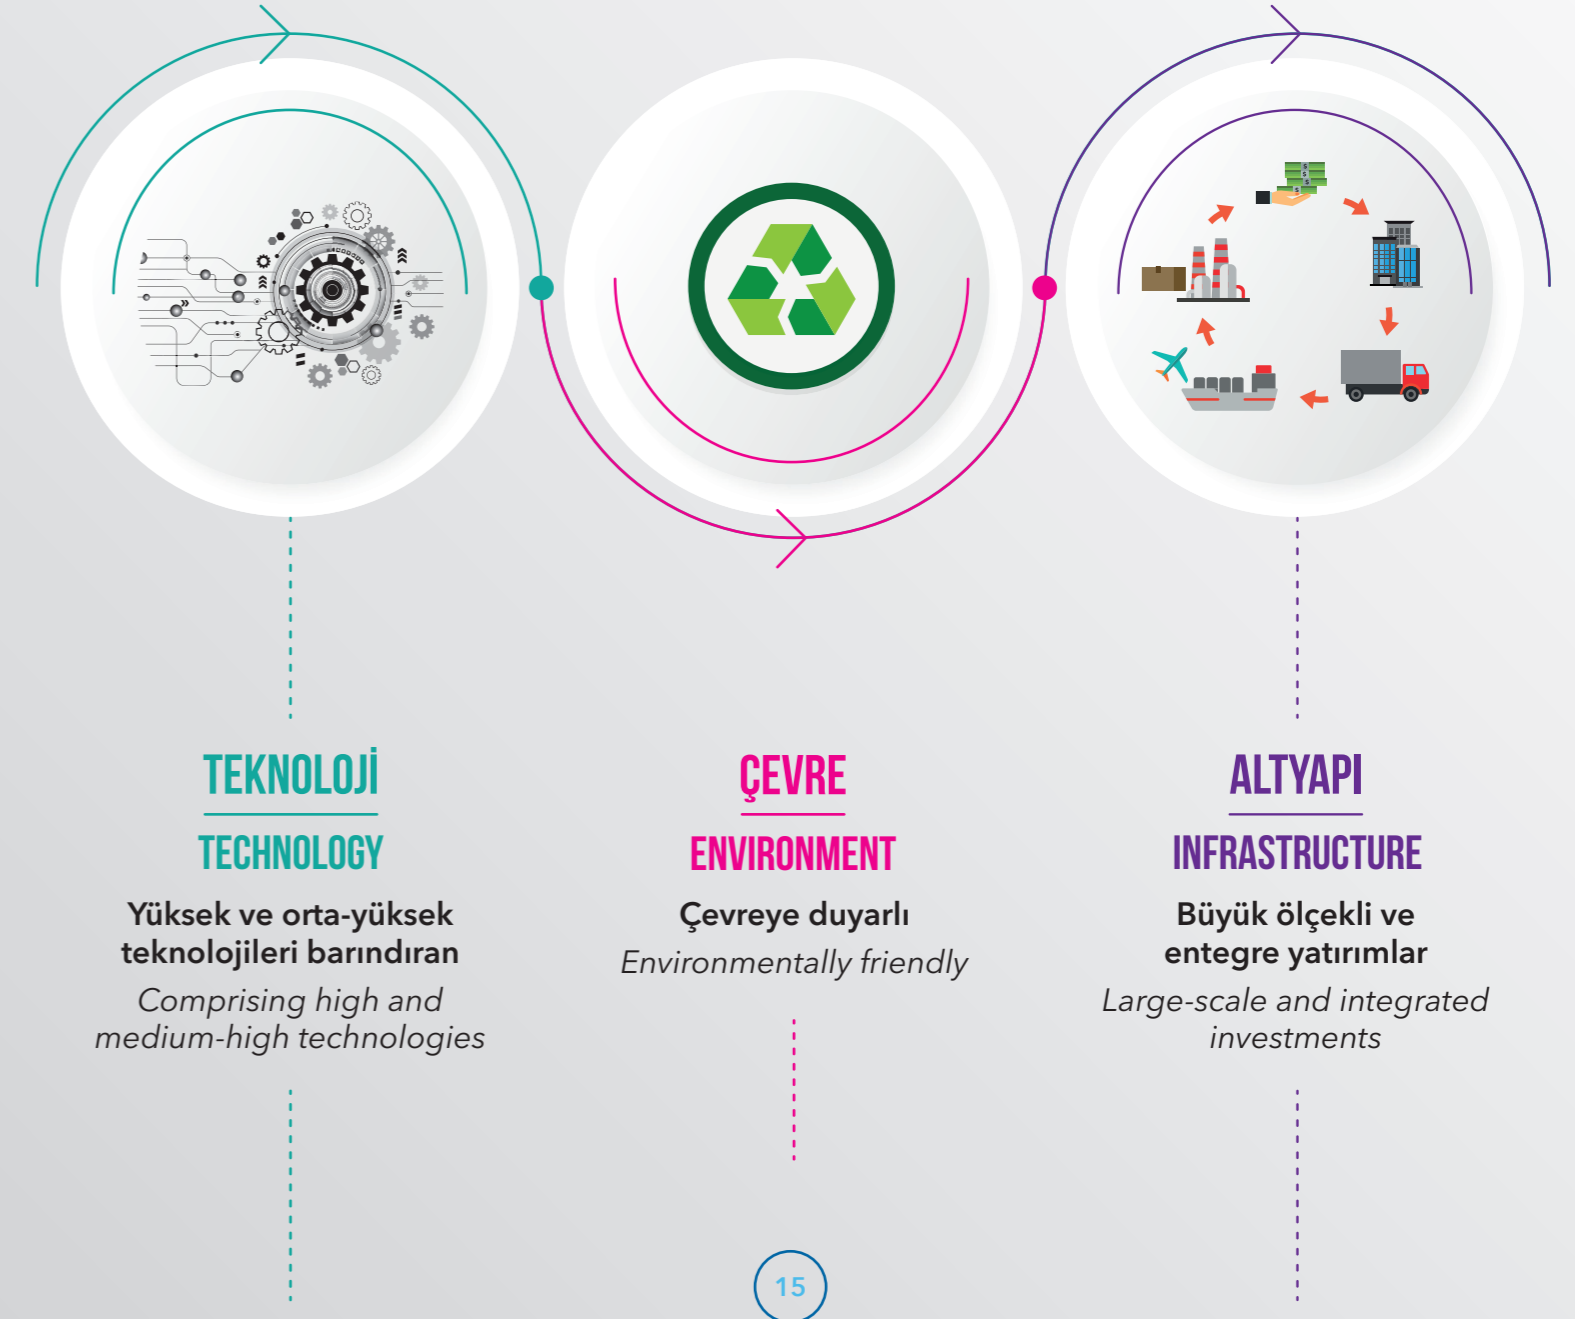 TEKNOLOJİ
TECHNOLOGY
Yüksek ve orta-yüksek
teknolojileri barındıran
Comprising high and
medium-high technologies
ÇEVRE
ENVIRONMENT
Çevreye duyarlı
Environmentally friendly
ALTYAPI
INFRASTRUCTURE
Büyük ölçekli ve
entegre yatırımlar
Large-scale and integrated
investments
15